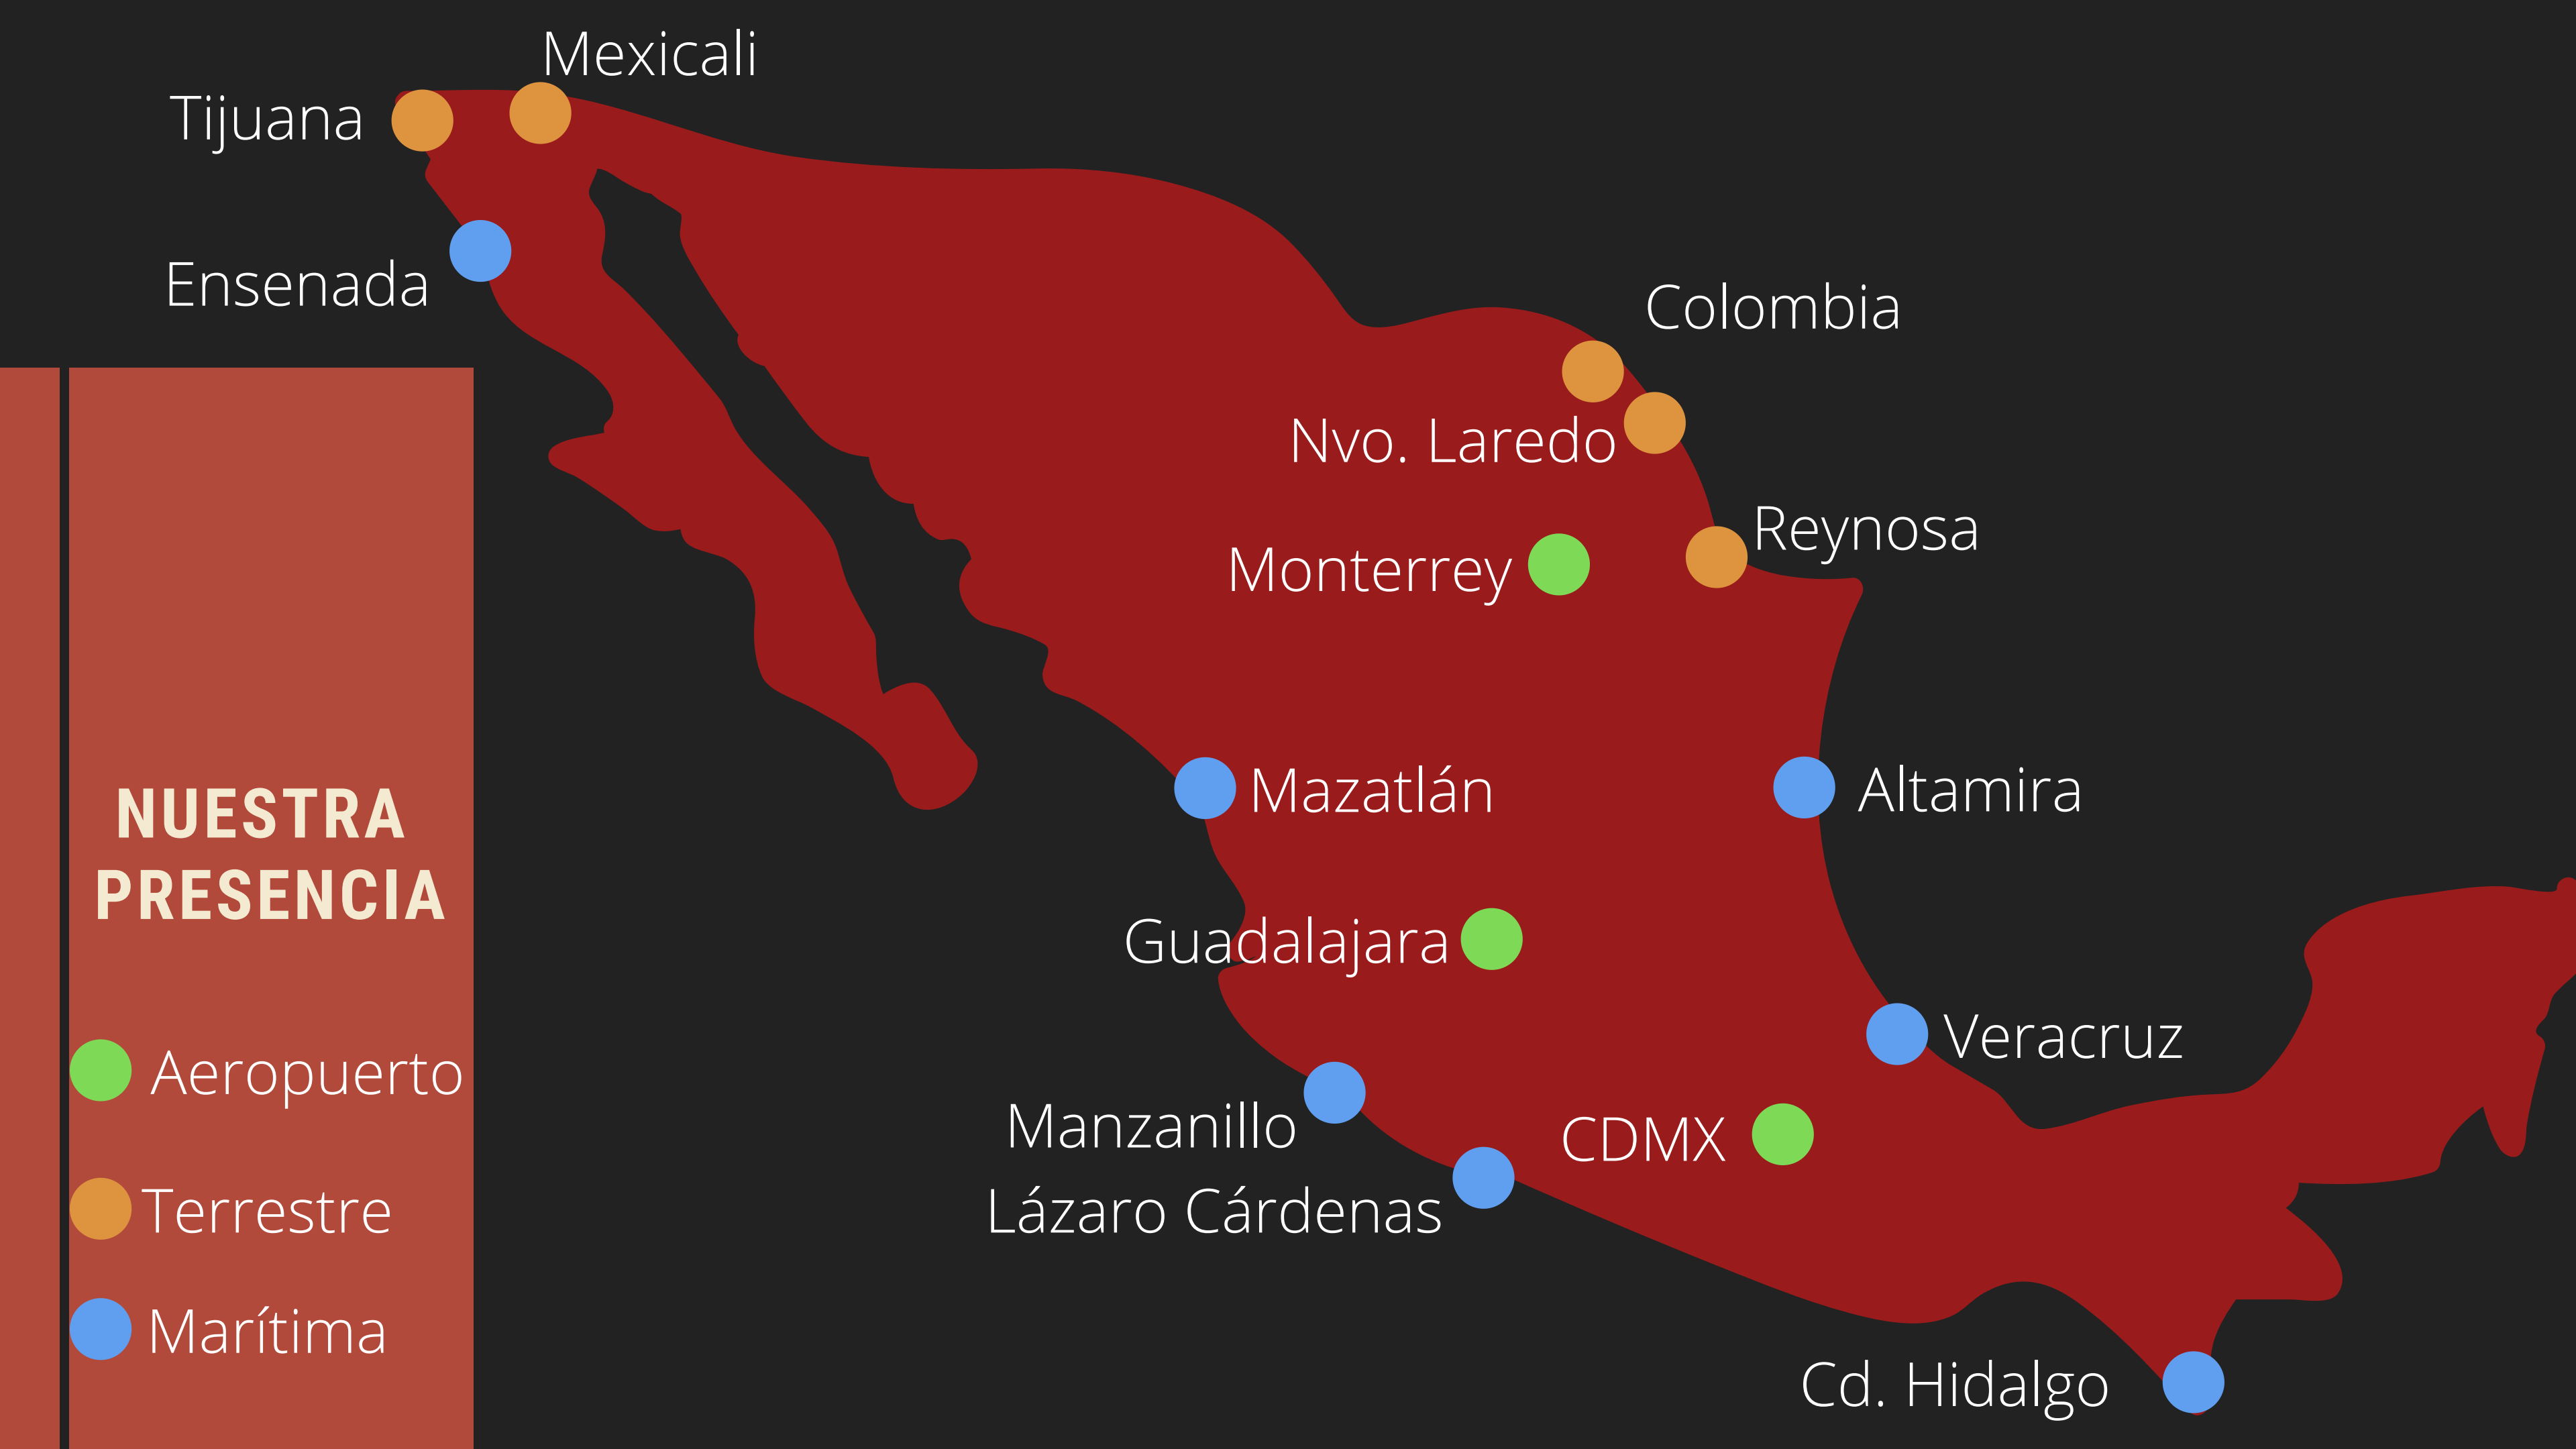 Mexicali
Tijuana
Ensenada
Colombia
Nvo. Laredo
Reynosa
Monterrey
Mazatlán
Altamira
Guadalajara
Veracruz
Manzanillo
CDMX
Lázaro Cárdenas
Cd. Hidalgo
NUESTRA
PRESENCIA
Aeropuerto
Terrestre
Marítima